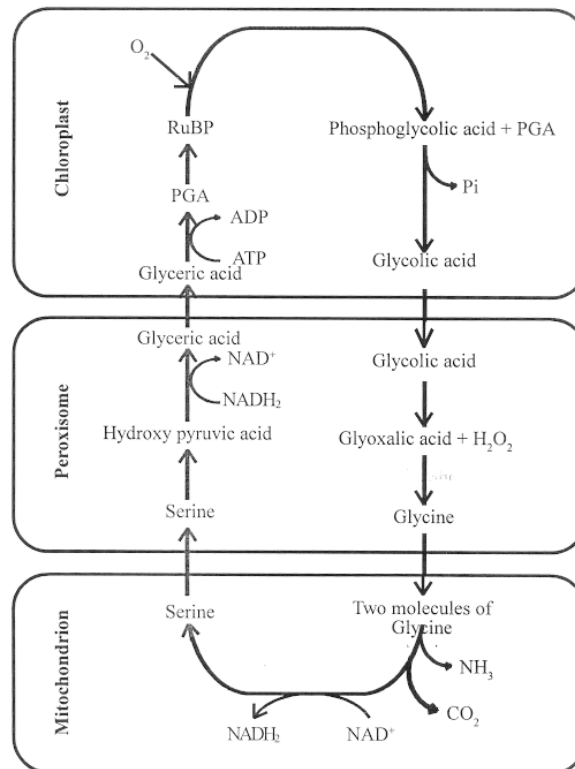 Chloroplast
O₂
RuBP
Phosphoglycolic acid + PGA
Pi
PGA
ADP
ATP
Glyceric acid
Glycolic acid
Peroxisome
Glyceric acid
NAD⁺
NADH₂
Glycolic acid
Hydroxy pyruvic acid
Glyoxalic acid + H₂O₂
Serine
Glycine
Mitochondrion
Serine
Two molecules of
Glycine
NH₃
CO₂
NADH₂
NAD⁺